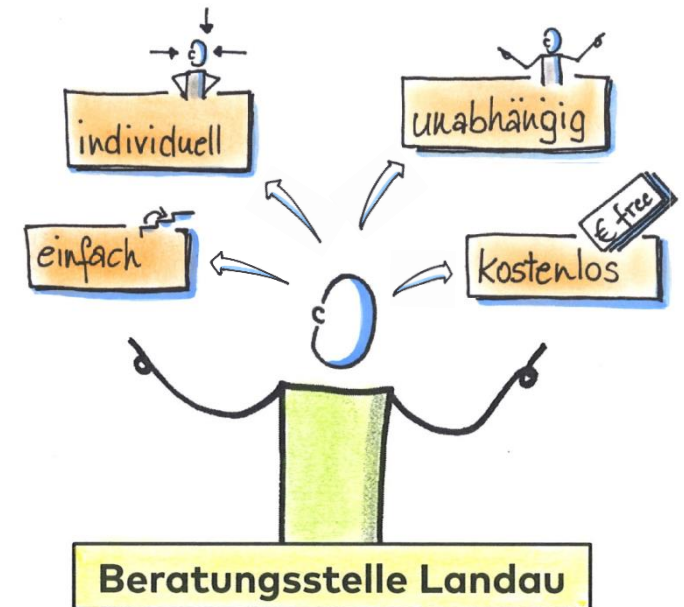 individuell
unabhängig
einfach
€ free
kostenlos
Beratungsstelle Landau